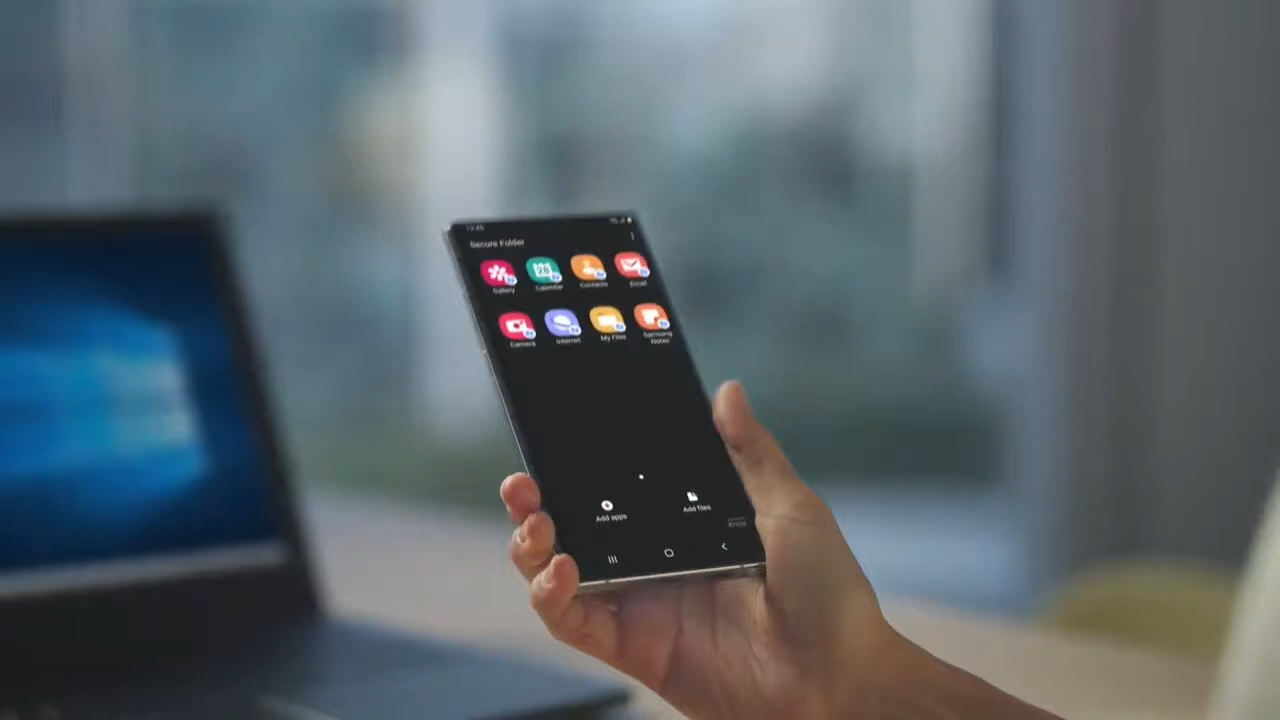 Secure Folder
Gallery
Calendar
Contacts
Email
Camera
Internet
My Files
Samsung
Notes
Add apps
Add files